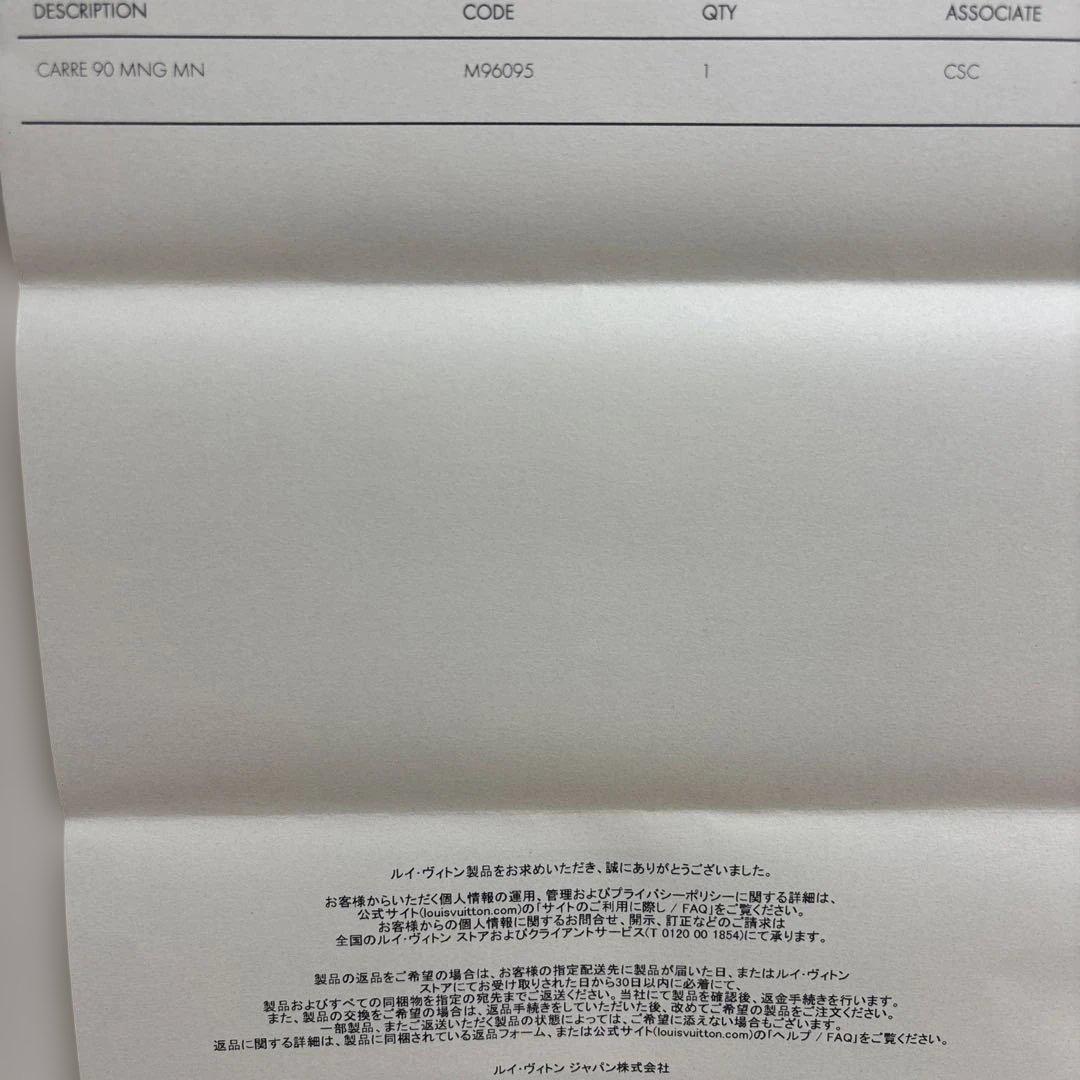 DESCRIPTION CODE QTY ASSOCIATE
CARRE 90 MNG MN M96095 1 CSC
ルイ·ヴィトン製品をお求めいただき、誠にありがとうございました。
お客様からいただく個人情報の運用、管理およびプライバシーポリシーに関する詳細は、
公式サイト(louisvuitton.com)の「サイトのご利用に際し / FAQ」をご覧ください。
お客様からの個人情報に関するお問合せ、開示、訂正などのご請求は
全国のルイ·ヴィトン ストアおよびクライアントサービス(T 0120 00 1854)にて承ります。
製品の返品をご希望の場合は、お客様の指定配送先に製品が届いた日、またはルイ·ヴィトン
ストアにてお受け取りされた日から30日以内に必着にて、
製品およびすべての同梱物を指定の宛先までご返送ください。当社にて製品を確認後、返金手続きを行います。
また、製品の交換をご希望の場合は、返品手続きをしていただいた後、改めてご希望の製品をご注文ください。
一部製品、またご返送いただく製品の状態によっては、ご希望に添えない場合もございます。
返品に関する詳細は、製品に同梱されている返品フォーム、または公式サイト(louisvuitton.com)の「ヘルプ / FAQ」をご覧ください。
ルイ·ヴィトン ジャパン株式会社